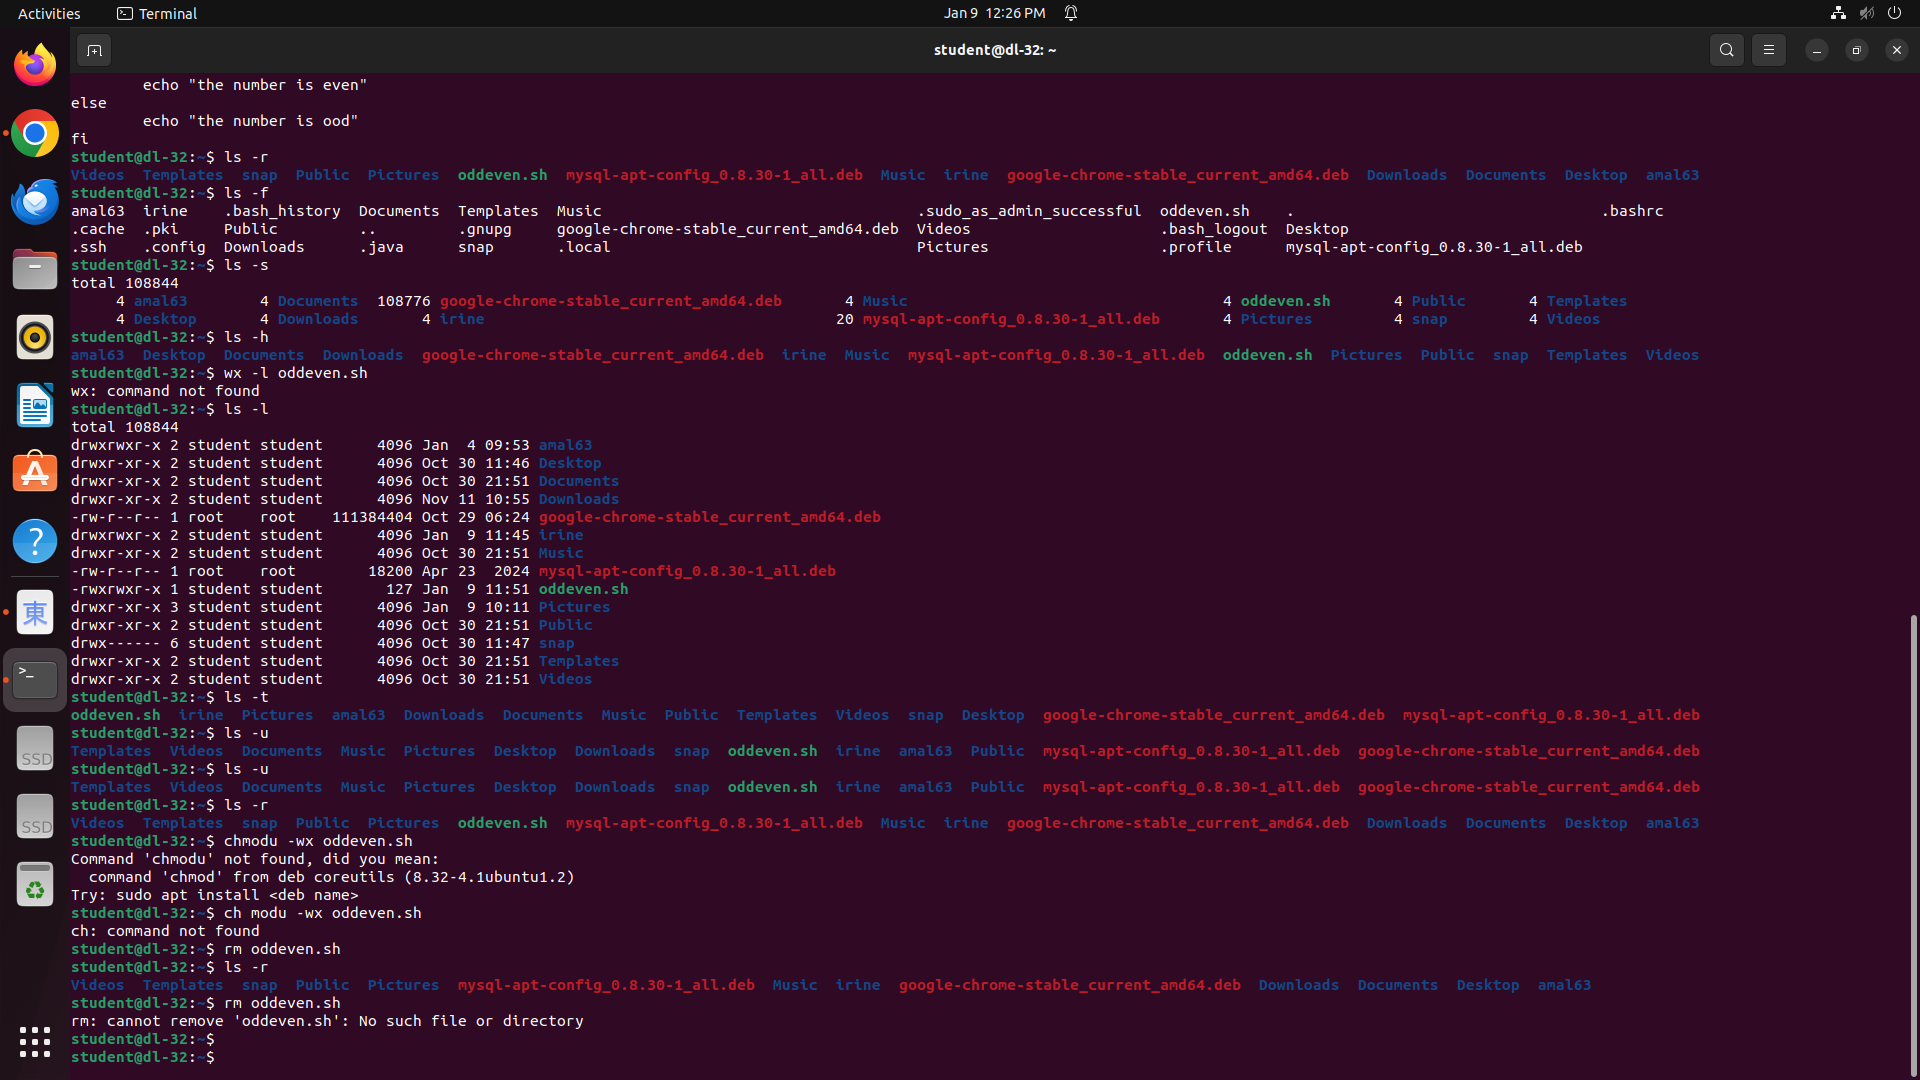 Activities Terminal Jan 9 12:26 PM
student@dl-32: ~
echo "the number is even"
else
echo "the number is ood"
fi
student@dl-32:~$ ls -r
Videos Templates snap Public Pictures oddeven.sh mysql-apt-config_0.8.30-1_all.deb Music irine google-chrome-stable_current_amd64.deb Downloads Documents Desktop amal63
student@dl-32:~$ ls -f
amal63 irine .bash_history Documents Templates Music .sudo_as_admin_successful oddeven.sh . .bashrc
.cache .pki Public .. .gnupg google-chrome-stable_current_amd64.deb Videos .bash_logout Desktop
.ssh .config Downloads .java snap .local Pictures .profile mysql-apt-config_0.8.30-1_all.deb
student@dl-32:~$ ls -s
total 108844
4 amal63 4 Documents 108776 google-chrome-stable_current_amd64.deb 4 Music 4 oddeven.sh 4 Public 4 Templates
4 Desktop 4 Downloads 4 irine 20 mysql-apt-config_0.8.30-1_all.deb 4 Pictures 4 snap 4 Videos
student@dl-32:~$ ls -h
amal63 Desktop Documents Downloads google-chrome-stable_current_amd64.deb irine Music mysql-apt-config_0.8.30-1_all.deb oddeven.sh Pictures Public snap Templates Videos
student@dl-32:~$ wx -l oddeven.sh
wx: command not found
student@dl-32:~$ ls -l
total 108844
drwxrwxr-x 2 student student 4096 Jan 4 09:53 amal63
drwxr-xr-x 2 student student 4096 Oct 30 11:46 Desktop
drwxr-xr-x 2 student student 4096 Oct 30 21:51 Documents
drwxr-xr-x 2 student student 4096 Nov 11 10:55 Downloads
-rw-r--r-- 1 root root 111384404 Oct 29 06:24 google-chrome-stable_current_amd64.deb
drwxrwxr-x 2 student student 4096 Jan 9 11:45 irine
drwxr-xr-x 2 student student 4096 Oct 30 21:51 Music
-rw-r--r-- 1 root root 18200 Apr 23 2024 mysql-apt-config_0.8.30-1_all.deb
-rwxrwxr-x 1 student student 127 Jan 9 11:51 oddeven.sh
drwxr-xr-x 3 student student 4096 Jan 9 10:11 Pictures
drwxr-xr-x 2 student student 4096 Oct 30 21:51 Public
drwx------ 6 student student 4096 Oct 30 11:47 snap
drwxr-xr-x 2 student student 4096 Oct 30 21:51 Templates
drwxr-xr-x 2 student student 4096 Oct 30 21:51 Videos
student@dl-32:~$ ls -t
oddeven.sh irine Pictures amal63 Downloads Documents Music Public Templates Videos snap Desktop google-chrome-stable_current_amd64.deb mysql-apt-config_0.8.30-1_all.deb
student@dl-32:~$ ls -u
Templates Videos Documents Music Pictures Desktop Downloads snap oddeven.sh irine amal63 Public mysql-apt-config_0.8.30-1_all.deb google-chrome-stable_current_amd64.deb
student@dl-32:~$ ls -u
Templates Videos Documents Music Pictures Desktop Downloads snap oddeven.sh irine amal63 Public mysql-apt-config_0.8.30-1_all.deb google-chrome-stable_current_amd64.deb
student@dl-32:~$ ls -r
Videos Templates snap Public Pictures oddeven.sh mysql-apt-config_0.8.30-1_all.deb Music irine google-chrome-stable_current_amd64.deb Downloads Documents Desktop amal63
student@dl-32:~$ chmodu -wx oddeven.sh
Command 'chmodu' not found, did you mean:
command 'chmod' from deb coreutils (8.32-4.1ubuntu1.2)
Try: sudo apt install <deb name>
student@dl-32:~$ ch modu -wx oddeven.sh
ch: command not found
student@dl-32:~$ rm oddeven.sh
student@dl-32:~$ ls -r
Videos Templates snap Public Pictures mysql-apt-config_0.8.30-1_all.deb Music irine google-chrome-stable_current_amd64.deb Downloads Documents Desktop amal63
student@dl-32:~$ rm oddeven.sh
rm: cannot remove 'oddeven.sh': No such file or directory
student@dl-32:~$
student@dl-32:~$
東
SSD
SSD